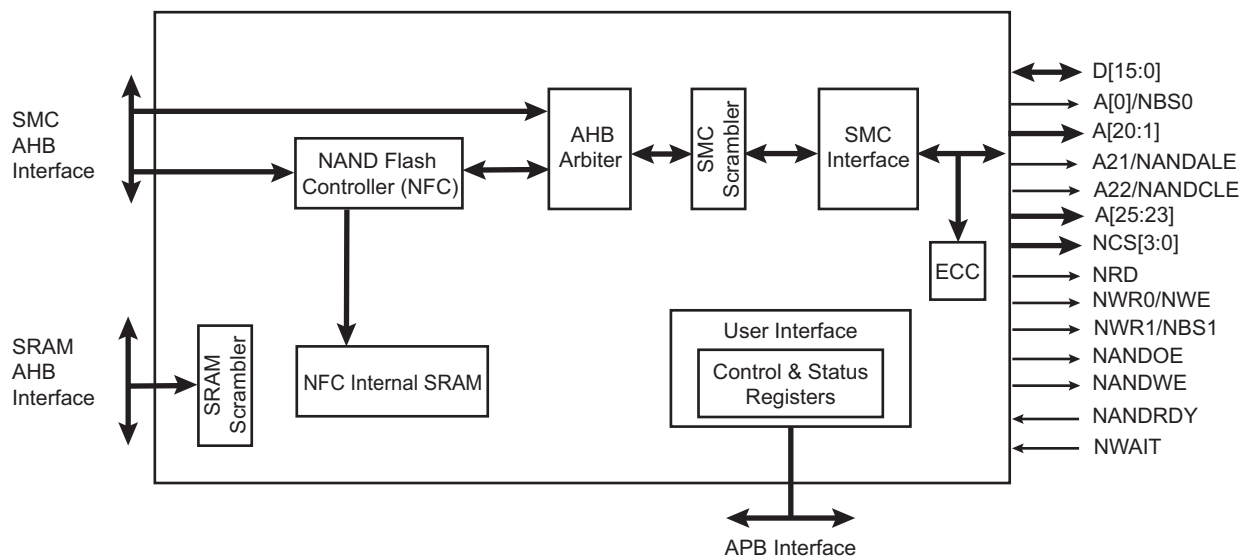 SMC
AHB
Interface
NAND Flash
Controller (NFC)
AHB
Arbiter
SMC
Scrambler
SMC
Interface
ECC
D[15:0]
A[0]/NBS0
A[20:1]
A21/NANDALE
A22/NANDCLE
A[25:23]
NCS[3:0]
NRD
NWR0/NWE
NWR1/NBS1
NANDOE
NANDWE
NANDRDY
NWAIT
SRAM
AHB
Interface
SRAM
Scrambler
NFC Internal SRAM
User Interface
Control & Status
Registers
APB Interface